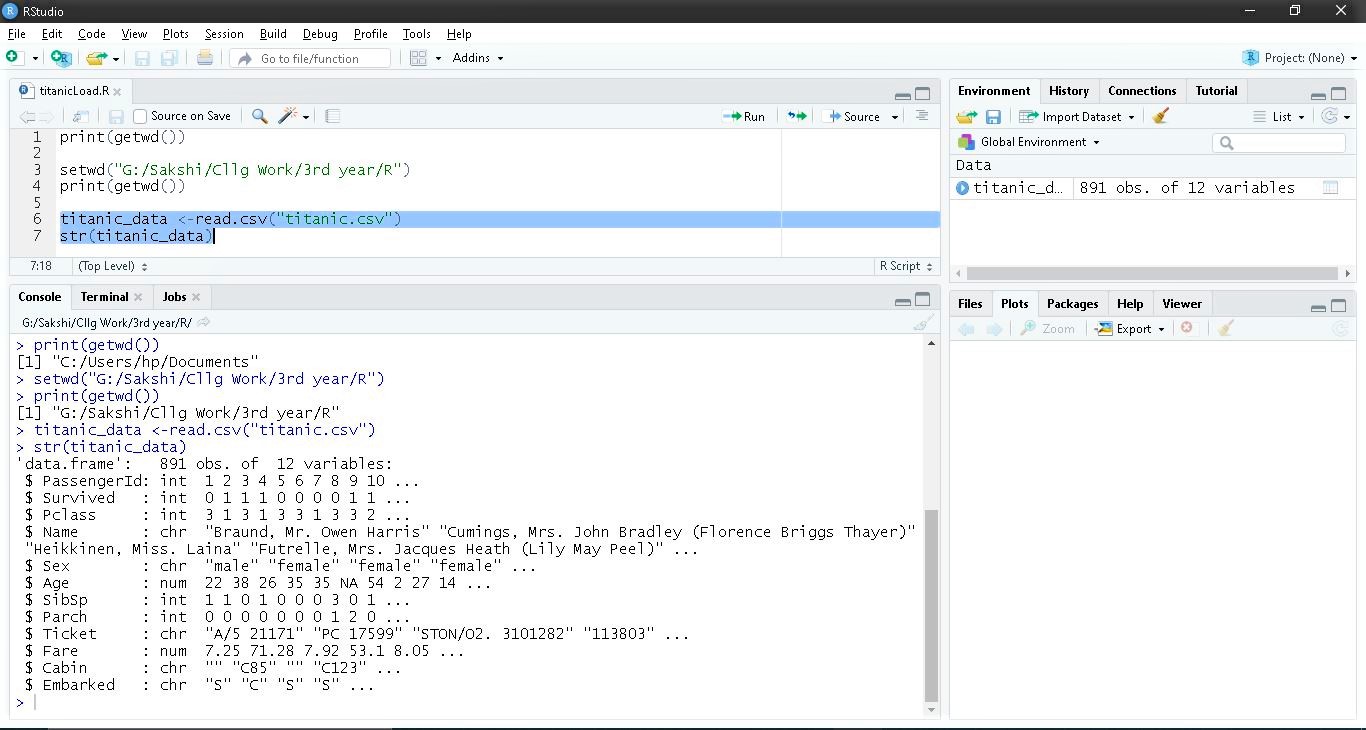 RStudio
File Edit Code View Plots Session Build Debug Profile Tools Help
Go to file/function Addins Project: (None)
titanicLoad.R
Source on Save Run Source
1 print(getwd())
2
3 setwd("G:/Sakshi/Cllg Work/3rd year/R")
4 print(getwd())
5
6 titanic_data <-read.csv("titanic.csv")
7 str(titanic_data)
7:18 (Top Level) R Script
Console Terminal Jobs
G:/Sakshi/Cllg Work/3rd year/R/
> print(getwd())
[1] "C:/Users/hp/Documents"
> setwd("G:/Sakshi/Cllg Work/3rd year/R")
> print(getwd())
[1] "G:/Sakshi/Cllg Work/3rd year/R"
> titanic_data <-read.csv("titanic.csv")
> str(titanic_data)
'data.frame': 891 obs. of 12 variables:
$ PassengerId: int 1 2 3 4 5 6 7 8 9 10 ...
$ Survived : int 0 1 1 1 0 0 0 0 1 1 ...
$ Pclass : int 3 1 3 1 3 3 1 3 3 2 ...
$ Name : chr "Braund, Mr. Owen Harris" "Cumings, Mrs. John Bradley (Florence Briggs Thayer)"
"Heikkinen, Miss. Laina" "Futrelle, Mrs. Jacques Heath (Lily May Peel)" ...
$ Sex : chr "male" "female" "female" "female" ...
$ Age : num 22 38 26 35 35 NA 54 2 27 14 ...
$ SibSp : int 1 1 0 1 0 0 0 3 0 1 ...
$ Parch : int 0 0 0 0 0 0 0 1 2 0 ...
$ Ticket : chr "A/5 21171" "PC 17599" "STON/O2. 3101282" "113803" ...
$ Fare : num 7.25 71.28 7.92 53.1 8.05 ...
$ Cabin : chr "" "C85" "" "C123" ...
$ Embarked : chr "S" "C" "S" "S" ...
>
Environment History Connections Tutorial
Import Dataset List
Global Environment
Data
titanic_d… 891 obs. of 12 variables
Files Plots Packages Help Viewer
Zoom Export